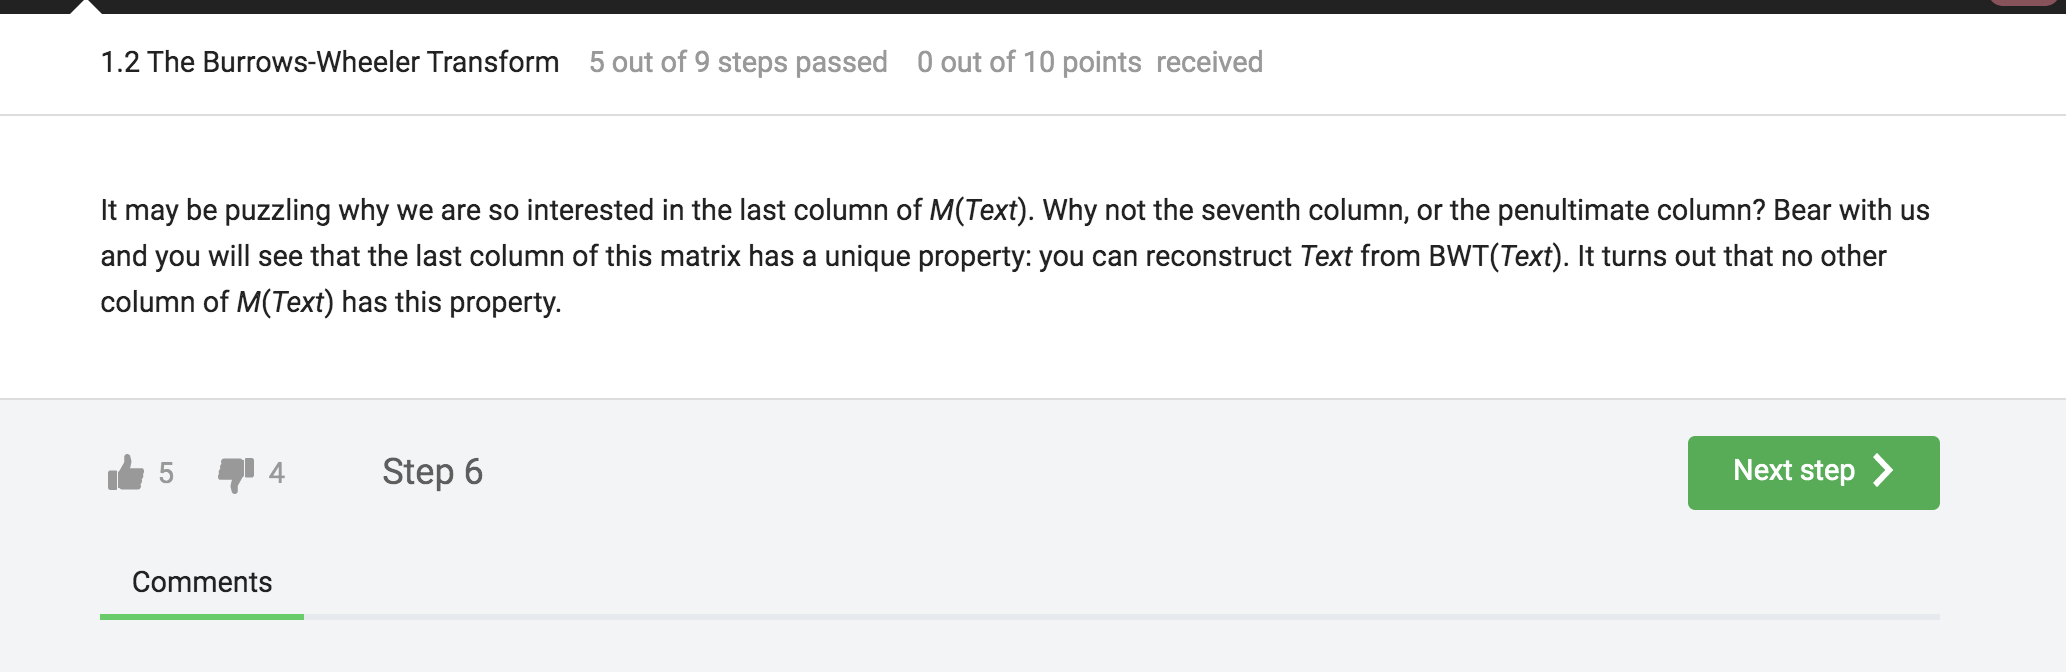 1.2 The Burrows-Wheeler Transform 5 out of 9 steps passed 0 out of 10 points received
It may be puzzling why we are so interested in the last column of M(Text). Why not the seventh column, or the penultimate column? Bear with us
and you will see that the last column of this matrix has a unique property: you can reconstruct Text from BWT(Text). It turns out that no other
column of M(Text) has this property.
5 4 Step 6 Next step
Comments